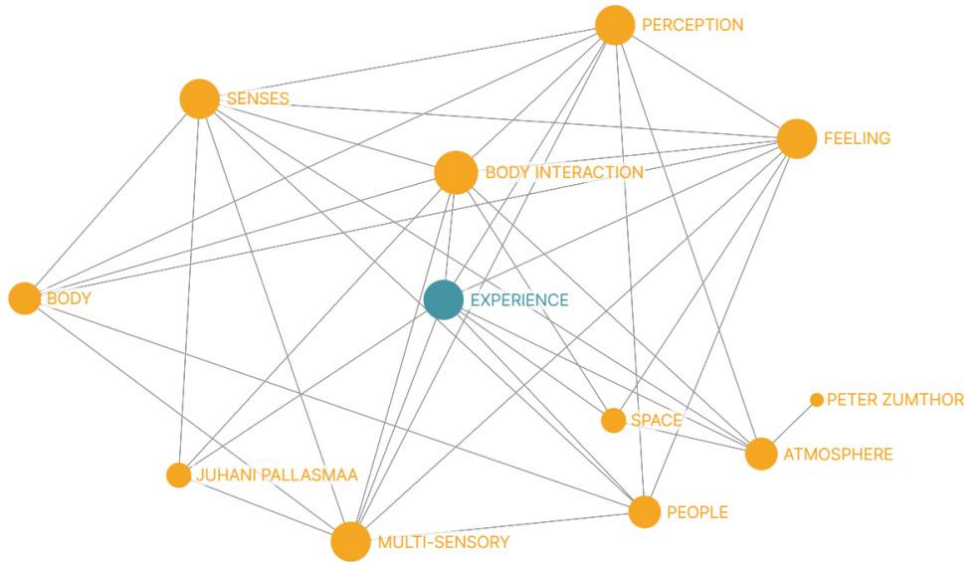 PERCEPTION
SENSES
FEELING
BODY INTERACTION
BODY
EXPERIENCE
PETER ZUMTHOR
SPACE
ATMOSPHERE
JUHANI PALLASMAA
PEOPLE
MULTI-SENSORY